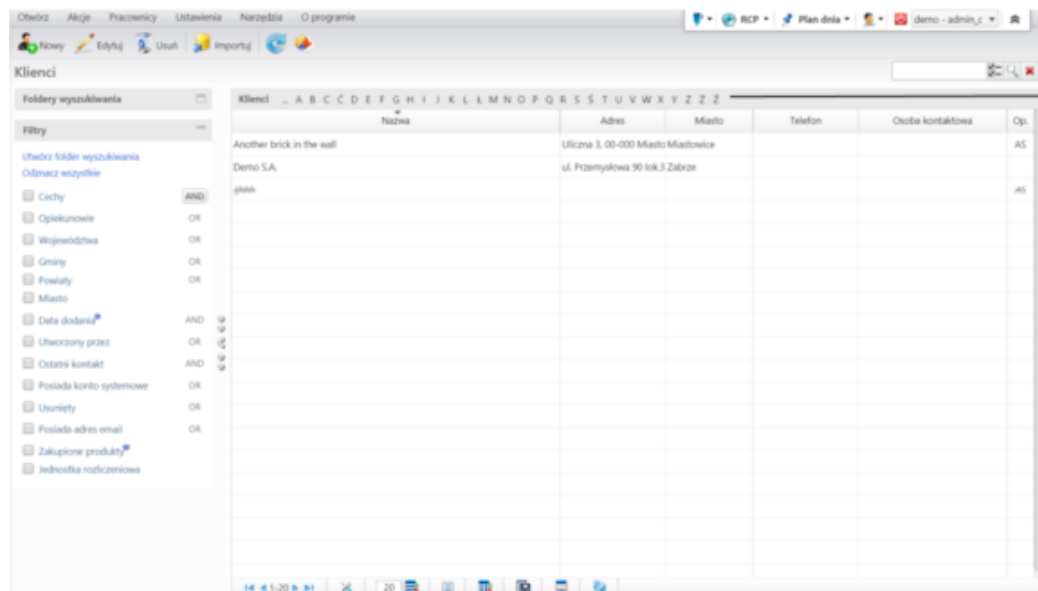 Otwórz Akcje Pracownicy Ustawienia Narzędzia O programie RCP Plan dnia demo - admin_c
Nowy Edytuj Usuń Importuj
Klienci
Foldery wyszukiwania
Klienci _ A B C Ć D E F G H I J K L Ł M N O P Q R S Ś T U V W X Y Z Ź Ż
Filtry
Nazwa Adres Miasto Telefon Osoba kontaktowa Op.
Another brick in the wall Uliczna 3, 00-000 Miasto Miastowice AS
Demo S.A. ul. Przemysłowa 90 lok.3 Zabrze
AS
Utwórz folder wyszukiwania
Odznacz wszystkie
Cechy AND
Opiekunowie OR
Województwa OR
Gminy OR
Powiaty OR
Miasto
Data dodania AND
Utworzony przez OR
Ostatni kontakt AND
Posiada konto systemowe OR
Usunięty OR
Posiada adres email OR
Zakupione produkty
Jednostka rozliczeniowa
1-20 20